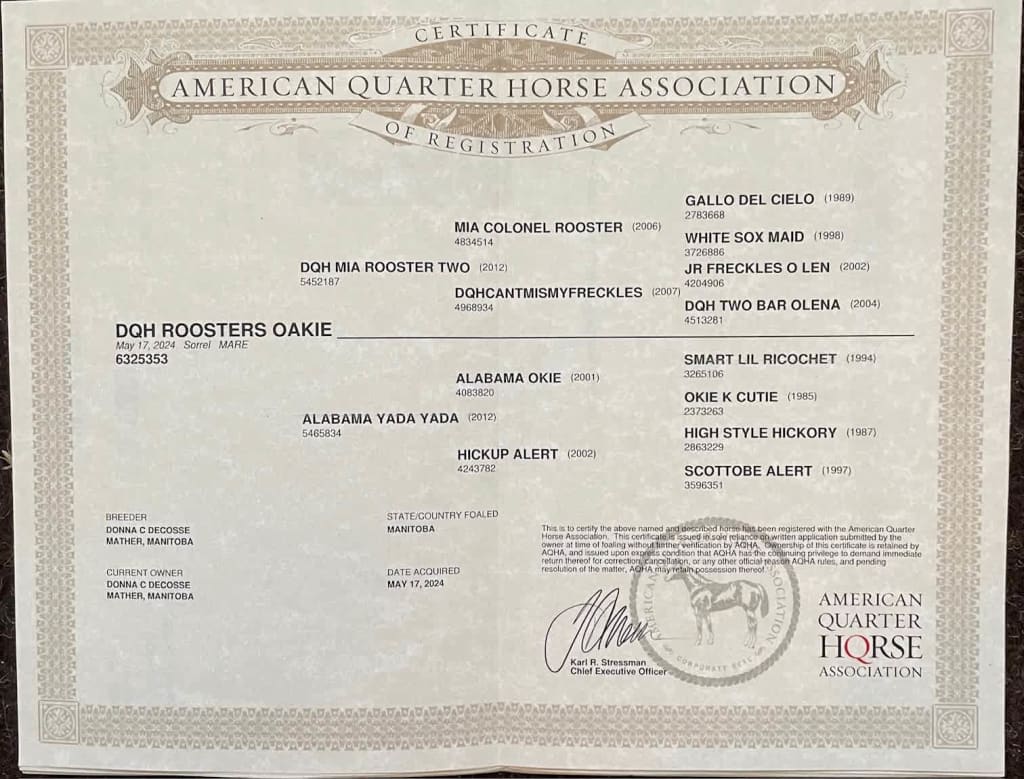 CERTIFICATE
AMERICAN QUARTER HORSE ASSOCIATION
OF REGISTRATION
GALLO DEL CIELO (1989)
2783668
MIA COLONEL ROOSTER (2006)
4834514
WHITE SOX MAID (1998)
3726886
DQH MIA ROOSTER TWO (2012)
5452187
JR FRECKLES O LEN (2002)
4204906
DQHCANTMISMYFRECKLES (2007)
4968934
DQH TWO BAR OLENA (2004)
4513281
DQH ROOSTERS OAKIE
May 17, 2024 Sorrel MARE
6325353
SMART LIL RICOCHET (1994)
3265106
ALABAMA OKIE (2001)
4083820
OKIE K CUTIE (1985)
2373263
ALABAMA YADA YADA (2012)
5465834
HIGH STYLE HICKORY (1987)
2863229
HICKUP ALERT (2002)
4243782
SCOTTOBE ALERT (1997)
3596351
BREEDER
DONNA C DECOSSE
MATHER, MANITOBA
STATE/COUNTRY FOALED
MANITOBA
CURRENT OWNER
DONNA C DECOSSE
MATHER, MANITOBA
DATE ACQUIRED
MAY 17, 2024
This is to certify the above named and described horse has been registered with the American Quarter
Horse Association. This certificate is issued in sole reliance on written application submitted by the
owner at time of foaling without further verification by AQHA. Ownership of this certificate is retained by
AQHA, and issued upon express condition that AQHA has the continuing privilege to demand immediate
return thereof for correction, cancellation, or any other official reason AQHA rules, and pending
resolution of the matter, AQHA may retain possession thereof.
Karl R. Stressman
Chief Executive Officer
AMERICAN ASSOCIATION
CORPORATE SEAL
AMERICAN
QUARTER
HORSE
ASSOCIATION